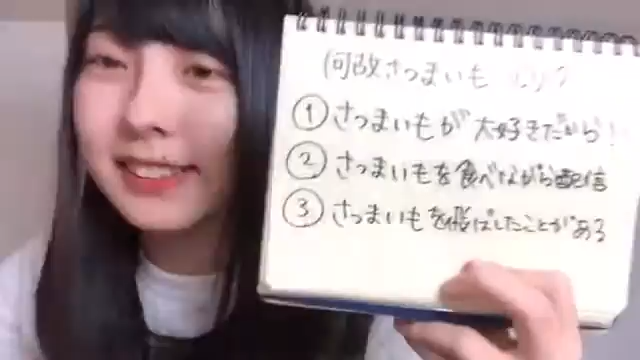 何故さつまいも
① さつまいもが 大好きだから!
② さつまいもを食べながら配信
③ さつまいもを飛ばしたことがある